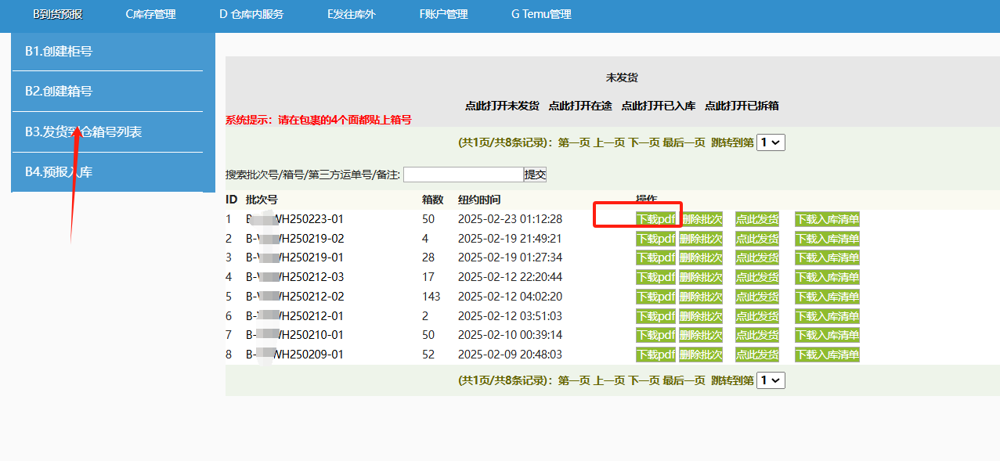 B到货预报 C库存管理 D 仓库内服务 E发往库外 F账户管理 G Temu管理
B1.创建柜号
B2.创建箱号
B3.发货到仓箱号列表
B4.预报入库
未发货
点此打开未发货 点此打开在途 点此打开已入库 点此打开已拆箱
系统提示：请在包裹的4个面都贴上箱号
(共1页/共8条记录)：第一页 上一页 下一页 最后一页 跳转到第 1
搜索批次号/箱号/第三方运单号/备注: 提交
ID 批次号 箱数 纽约时间 操作
1 WH250223-01 50 2025-02-23 01:12:28 下载pdf 删除批次 点此发货 下载入库清单
2 B- WH250219-02 4 2025-02-19 21:49:21 下载pdf 删除批次 点此发货 下载入库清单
3 B- WH250219-01 28 2025-02-19 01:27:34 下载pdf 删除批次 点此发货 下载入库清单
4 B- WH250212-03 17 2025-02-12 22:20:44 下载pdf 删除批次 点此发货 下载入库清单
5 B- WH250212-02 143 2025-02-12 04:02:20 下载pdf 删除批次 点此发货 下载入库清单
6 B- WH250212-01 2 2025-02-12 03:51:03 下载pdf 删除批次 点此发货 下载入库清单
7 B- WH250210-01 50 2025-02-10 00:39:14 下载pdf 删除批次 点此发货 下载入库清单
8 B- WH250209-01 52 2025-02-09 20:48:03 下载pdf 删除批次 点此发货 下载入库清单
(共1页/共8条记录)：第一页 上一页 下一页 最后一页 跳转到第 1